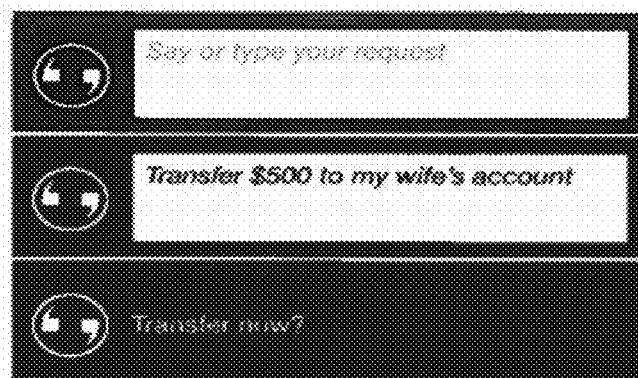 Say or type your request
Transfer $500 to my wife's account
Transfer now?